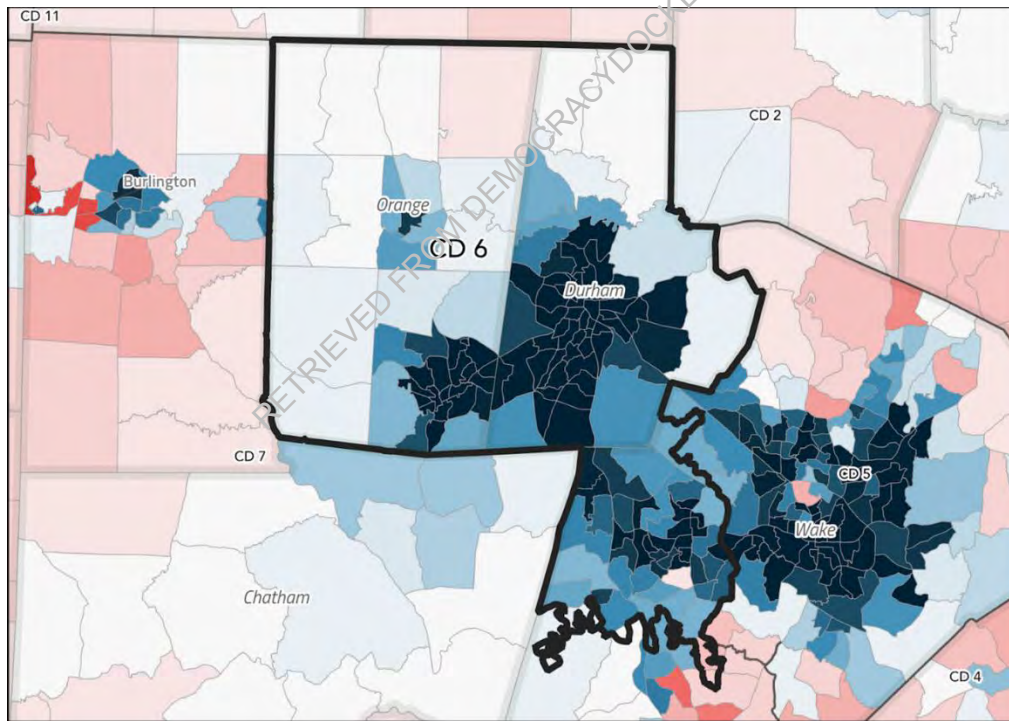 CD 11
CD 2
Burlington
Orange
CD 6
Durham
CD 7
CD 5
Wake
Chatham
CD 4
RETRIEVED FROM DEMOCRACYDOCKE